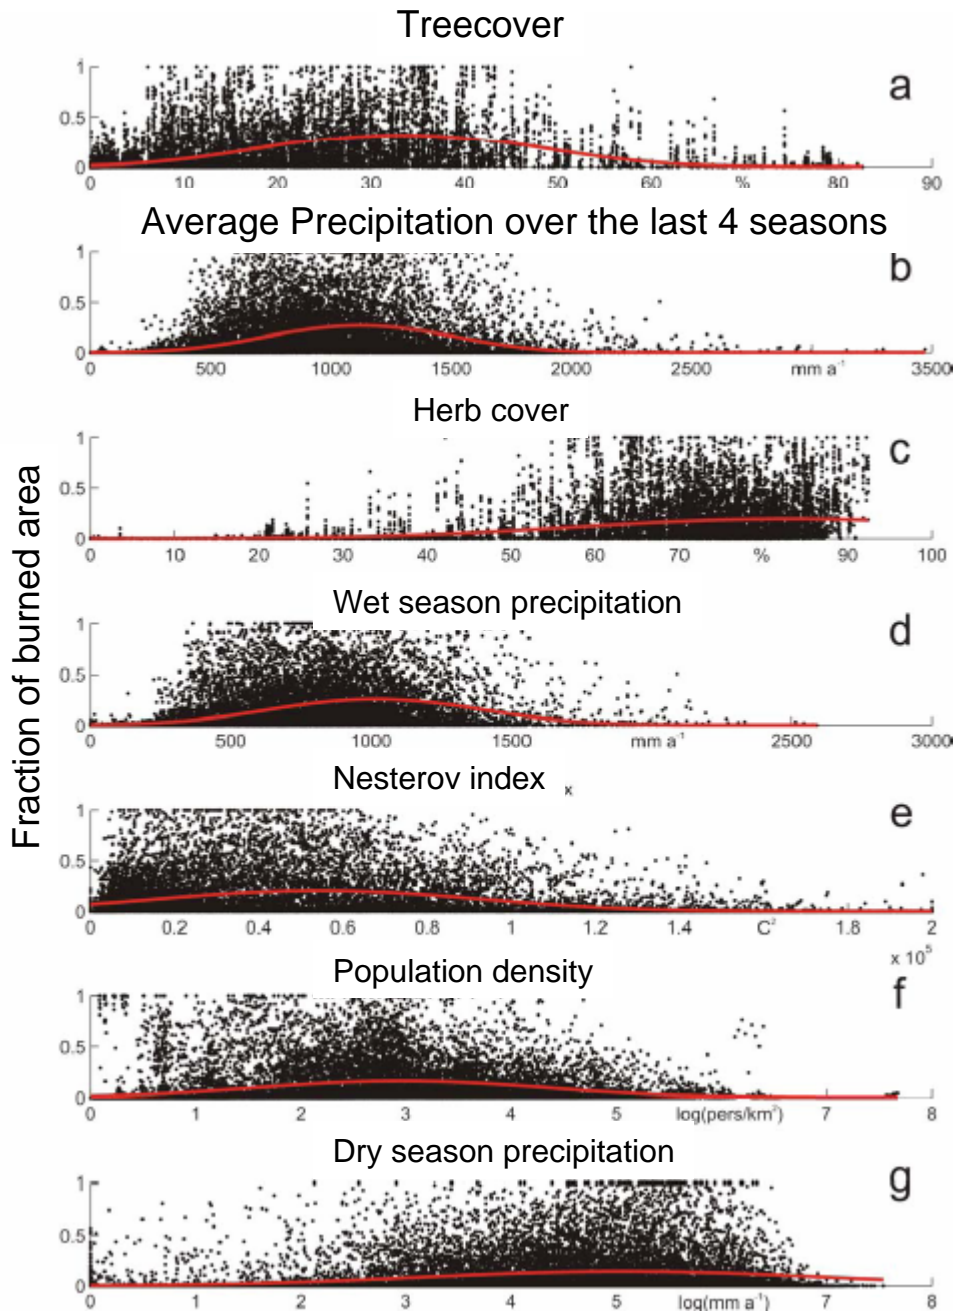 Treecover
a
1
0.5
0
0 10 20 30 40 50 60 % 80 90
Average Precipitation over the last 4 seasons
b
1
0.5
0
0 500 1000 1500 2000 2500 mm a⁻¹ 3500
Herb cover
c
1
0.5
0
0 10 20 30 40 50 60 70 % 90 100
Fraction of burned area
Wet season precipitation
d
1
0.5
0
0 500 1000 1500 mm a⁻¹ 2500 3000
Nesterov index x
e
1
0.5
0
0 0.2 0.4 0.6 0.8 1 1.2 1.4 C² 1.8 2
x 10⁵
Population density
f
1
0.5
0
0 1 2 3 4 5 log(pers/km²) 7 8
Dry season precipitation
g
1
0.5
0
0 1 2 3 4 5 log(mm a⁻¹) 7 8